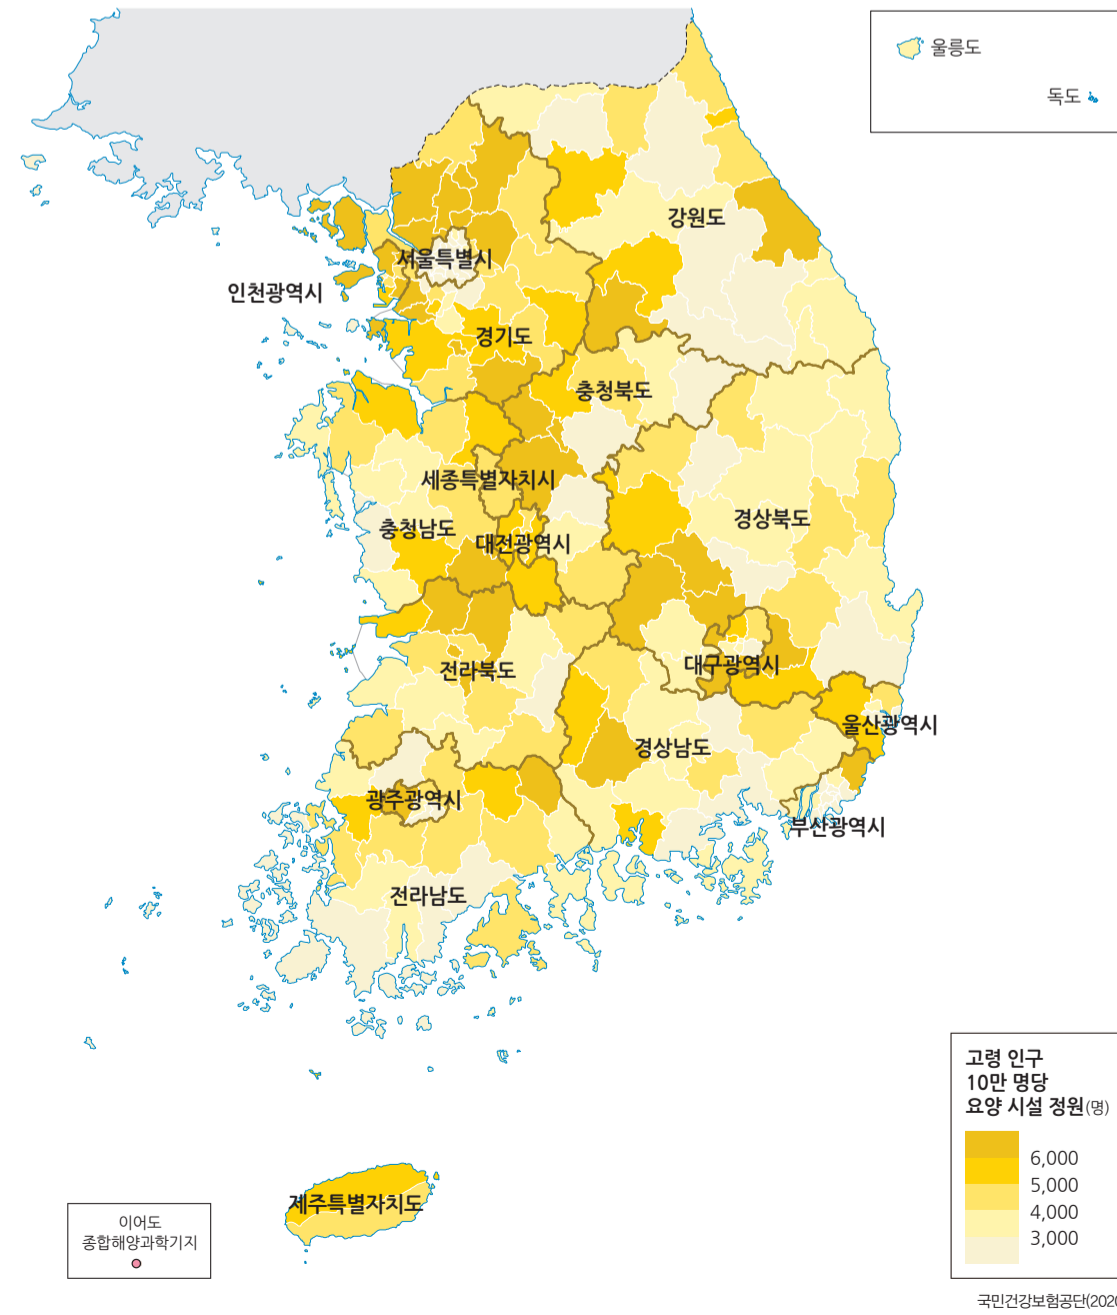 울릉도
독도
강원도
서울특별시
인천광역시
경기도
충청북도
세종특별자치시
충청남도
경상북도
대전광역시
전라북도
대구광역시
울산광역시
경상남도
광주광역시
부산광역시
전라남도
제주특별자치도
이어도
종합해양과학기지
고령 인구
10만 명당
요양 시설 정원(명)
6,000
5,000
4,000
3,000
국민건강보험공단(2020